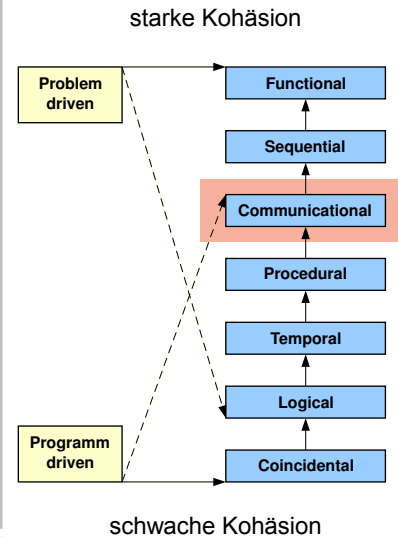 starke Kohäsion
Problem
driven
Functional
Sequential
Communicational
Procedural
Temporal
Logical
Programm
driven
Coincidental
schwache Kohäsion